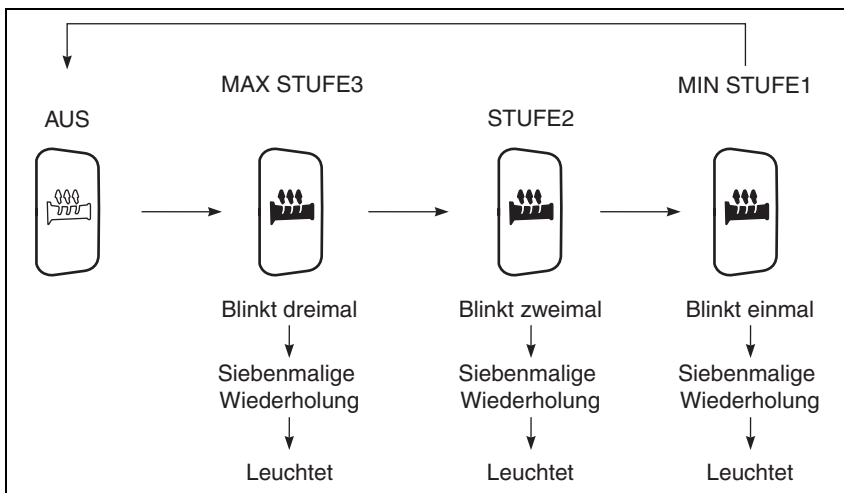 MAX STUFE3
MIN STUFE1
AUS
STUFE2
Blinkt dreimal
Blinkt zweimal
Blinkt einmal
Siebenmalige
Wiederholung
Siebenmalige
Wiederholung
Siebenmalige
Wiederholung
Leuchtet
Leuchtet
Leuchtet